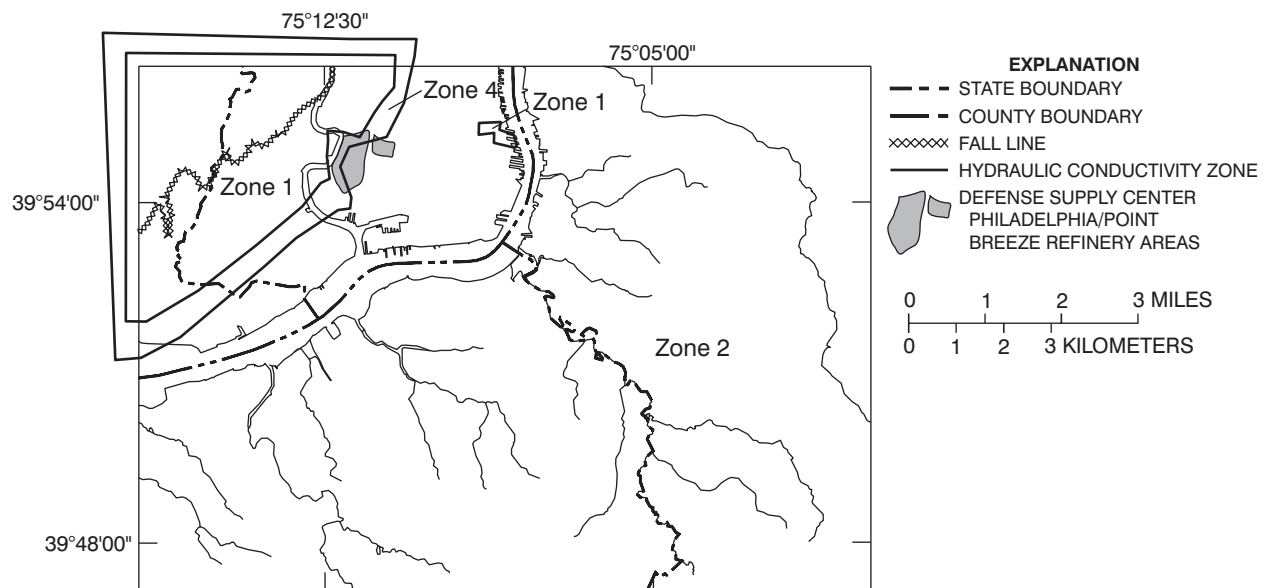 75°12'30"
75°05'00"
Zone 4
Zone 1
Zone 1
39°54'00"
Zone 2
39°48'00"
EXPLANATION
STATE BOUNDARY
COUNTY BOUNDARY
FALL LINE
HYDRAULIC CONDUCTIVITY ZONE
DEFENSE SUPPLY CENTER
PHILADELPHIA/POINT
BREEZE REFINERY AREAS
0 1 2 3 MILES
0 1 2 3 KILOMETERS